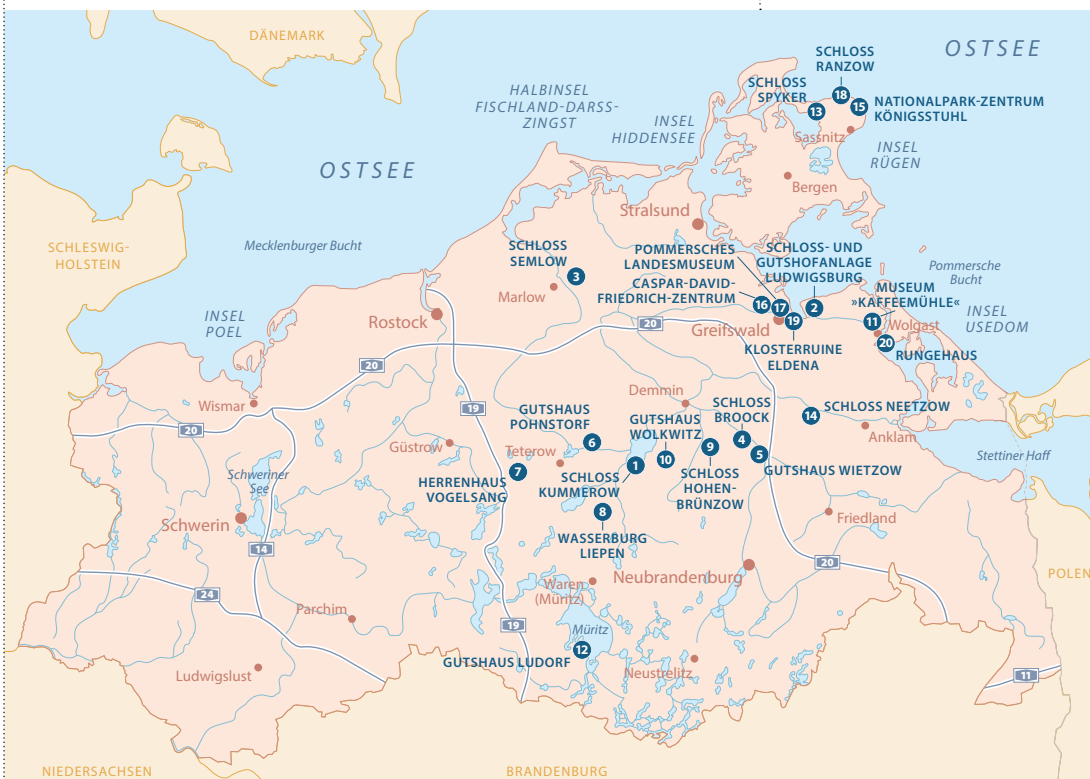 DÄNEMARK
OSTSEE
SCHLOSS
RANZOW
SCHLOSS
SPYKER
18
15
13
NATIONALPARK-ZENTRUM
KÖNIGSSTUHL
HALBINSEL
FISCHLAND-DARSS-
ZINGST
INSEL
HIDDENSEE
Sassnitz
INSEL
RÜGEN
OSTSEE
Bergen
Stralsund
SCHLESWIG-
HOLSTEIN
Mecklenburger Bucht
SCHLOSS
SEMLOW
3
Marlow
POMMERSCHES
LANDESMUSEUM
SCHLOSS- UND
GUTSHOFANLAGE
LUDWIGSBURG
CASPAR-DAVID-
FRIEDRICH-ZENTRUM
16
17
19
2
Pommersche
Bucht
MUSEUM
»KAFFEEMÜHLE«
11
Wolgast
INSEL
USEDOM
20
RUNGEHAUS
INSEL
POEL
Rostock
20
Greifswald
KLOSTERRUINE
ELDENA
20
Wismar
20
19
Demmin
GUTSHAUS
POHNSTORF
6
GUTSHAUS
WOLKWITZ
10
SCHLOSS
BROOCK
4
14
SCHLOSS NEETZOW
Anklam
Güstrow
Teterow
9
5
GUTSHAUS WIETZOW
Stettiner Haff
Schweriner
See
HERRENHAUS
VOGELSANG
7
SCHLOSS
KUMMEROW
1
SCHLOSS
HOHEN-
BRÜNZOW
8
WASSERBURG
LIEPEN
Friedland
Schwerin
14
20
Neubrandenburg
POLEN
24
Waren
(Müritz)
Parchim
19
Müritz
12
GUTSHAUS LUDORF
Neustrelitz
Ludwigslust
11
NIEDERSACHSEN
BRANDENBURG